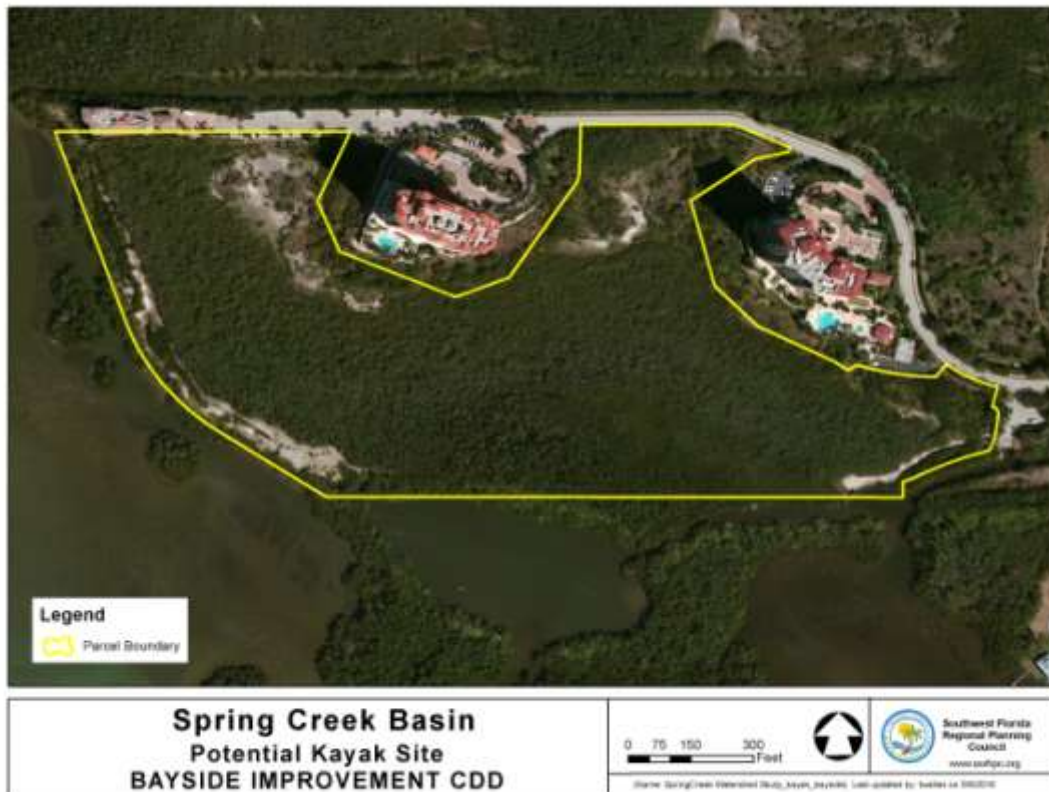 Legend
Parcel Boundary
Spring Creek Basin
Potential Kayak Site
BAYSIDE IMPROVEMENT CDD
0 75 150 300
Feet
Southwest Florida
Regional Planning
Council
www.swfrpc.org